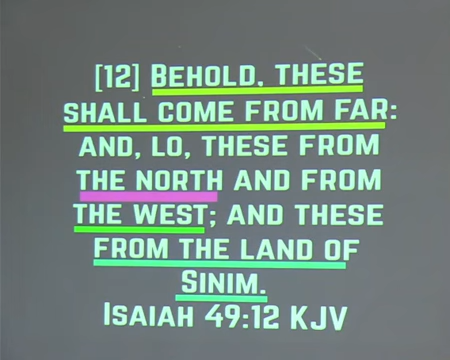 [12] BEHOLD, THESE
SHALL COME FROM FAR:
AND, LO, THESE FROM
THE NORTH AND FROM
THE WEST; AND THESE
FROM THE LAND OF
SINIM.
ISAIAH 49:12 KJV